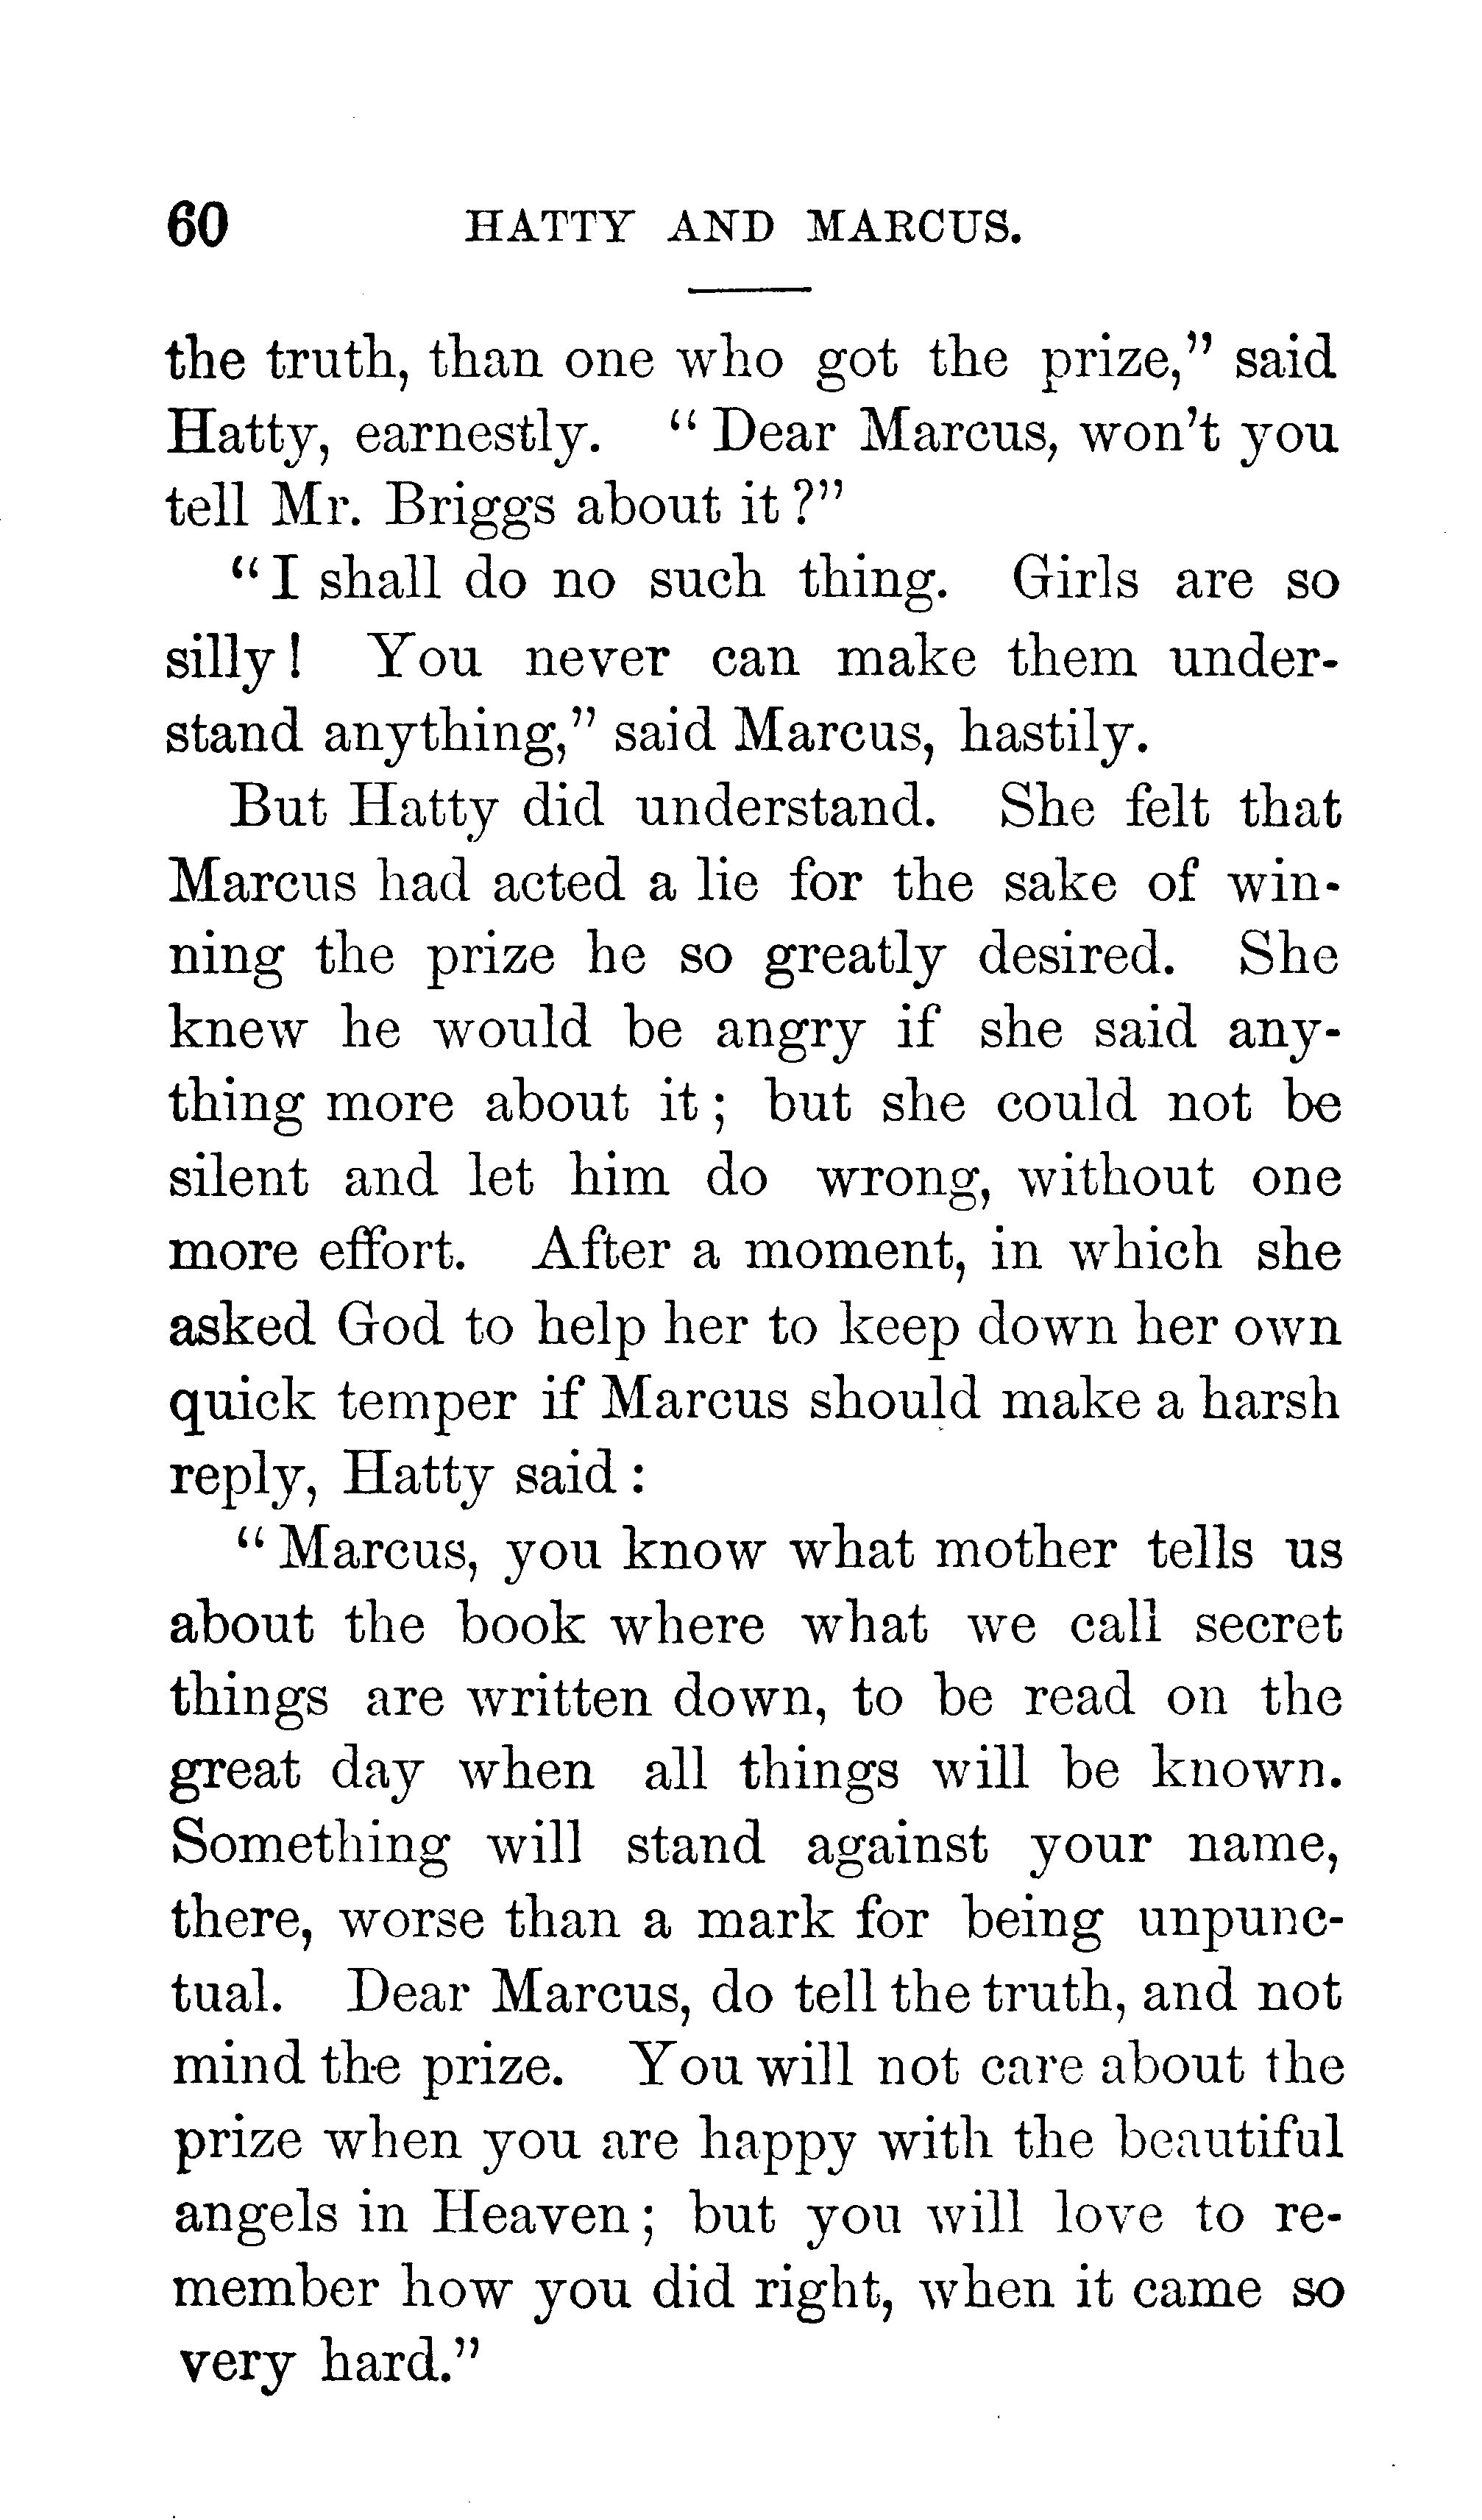 60 HATTY AND MARCUS.
the truth, than one who got the prize," said
Hatty, earnestly. "Dear Marcus, won't you
tell Mr. Briggs about it?"
"I shall do no such thing. Girls are so
silly! You never can make them under-
stand anything," said Marcus, hastily.
But Hatty did understand. She felt that
Marcus had acted a lie for the sake of win-
ning the prize he so greatly desired. She
knew he would be angry if she said any-
thing more about it; but she could not be
silent and let him do wrong, without one
more effort. After a moment, in which she
asked God to help her to keep down her own
quick temper if Marcus should make a harsh
reply, Hatty said:
"Marcus, you know what mother tells us
about the book where what we call secret
things are written down, to be read on the
great day when all things will be known.
Something will stand against your name,
there, worse than a mark for being unpunc-
tual. Dear Marcus, do tell the truth, and not
mind the prize. You will not care about the
prize when you are happy with the beautiful
angels in Heaven; but you will love to re-
member how you did right, when it came so
very hard."